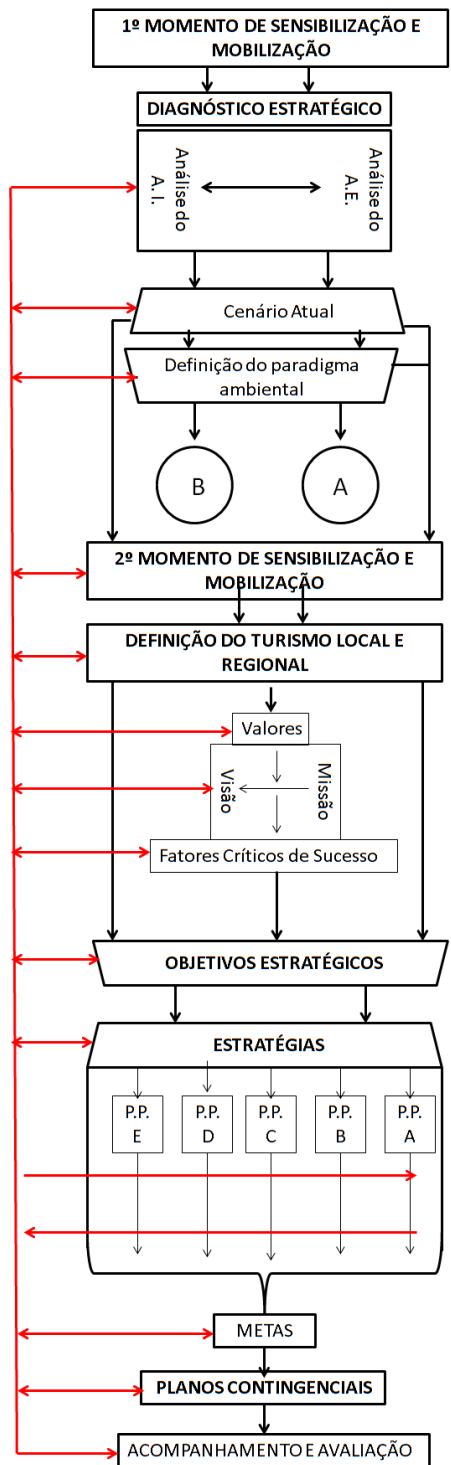 1º MOMENTO DE SENSIBILIZAÇÃO E
MOBILIZAÇÃO
DIAGNÓSTICO ESTRATÉGICO
Análise do
A. I.
Análise do
A.E.
Cenário Atual
Definição do paradigma
ambiental
B
A
2º MOMENTO DE SENSIBILIZAÇÃO E
MOBILIZAÇÃO
DEFINIÇÃO DO TURISMO LOCAL E
REGIONAL
Valores
Visão
Missão
Fatores Críticos de Sucesso
OBJETIVOS ESTRATÉGICOS
ESTRATÉGIAS
P.P.
E
P.P.
D
P.P.
C
P.P.
B
P.P.
A
METAS
PLANOS CONTINGENCIAIS
ACOMPANHAMENTO E AVALIAÇÃO